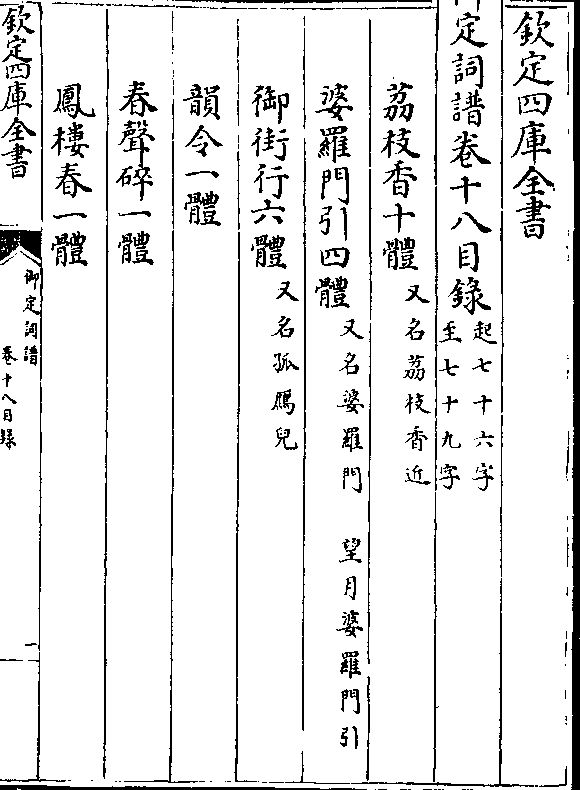 欽定四庫全書
御定詞譜卷十八目錄起七十六字至七十九字
荔枝香十體又名荔枝香近
婆羅門引四體又名婆羅門 望月婆羅門引
御街行六體又名孤鴈兒
韻令一體
春聲碎一體
鳳樓春一體
欽定四庫全書
御定詞譜
卷十八目錄
一